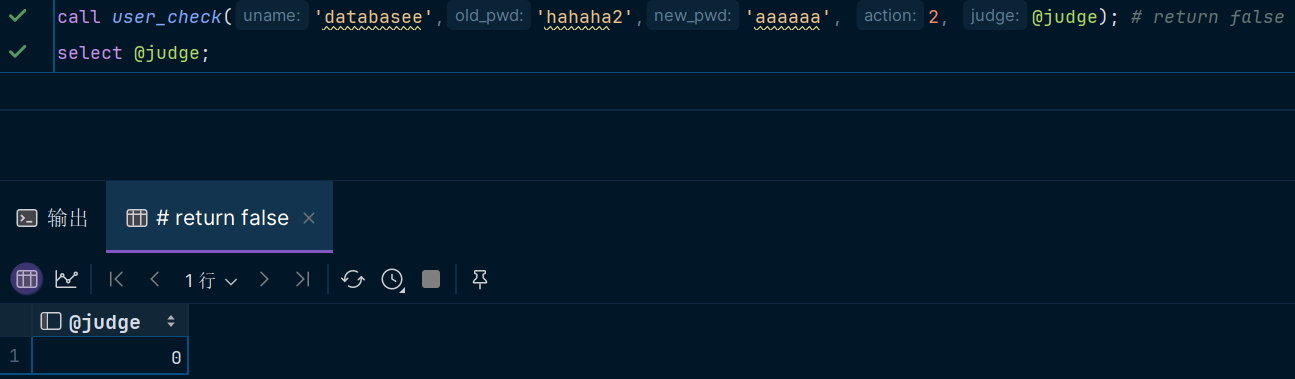 call user_check( uname: 'databasee', old_pwd: 'hahaha2', new_pwd: 'aaaaaa', action: 2, judge: @judge); # return false
select @judge;
输出 # return false ×
1 行
@judge
1 0